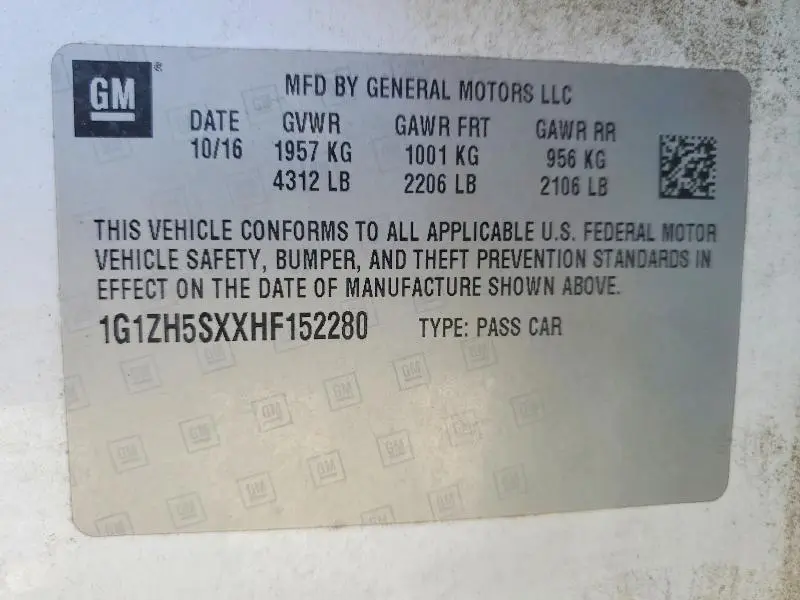 GM®
MFD BY GENERAL MOTORS LLC
DATE GVWR GAWR FRT GAWR RR
10/16 1957 KG 1001 KG 956 KG
4312 LB 2206 LB 2106 LB
THIS VEHICLE CONFORMS TO ALL APPLICABLE U.S. FEDERAL MOTOR
VEHICLE SAFETY, BUMPER, AND THEFT PREVENTION STANDARDS IN
EFFECT ON THE DATE OF MANUFACTURE SHOWN ABOVE.
1G1ZH5SXXHF152280 TYPE: PASS CAR